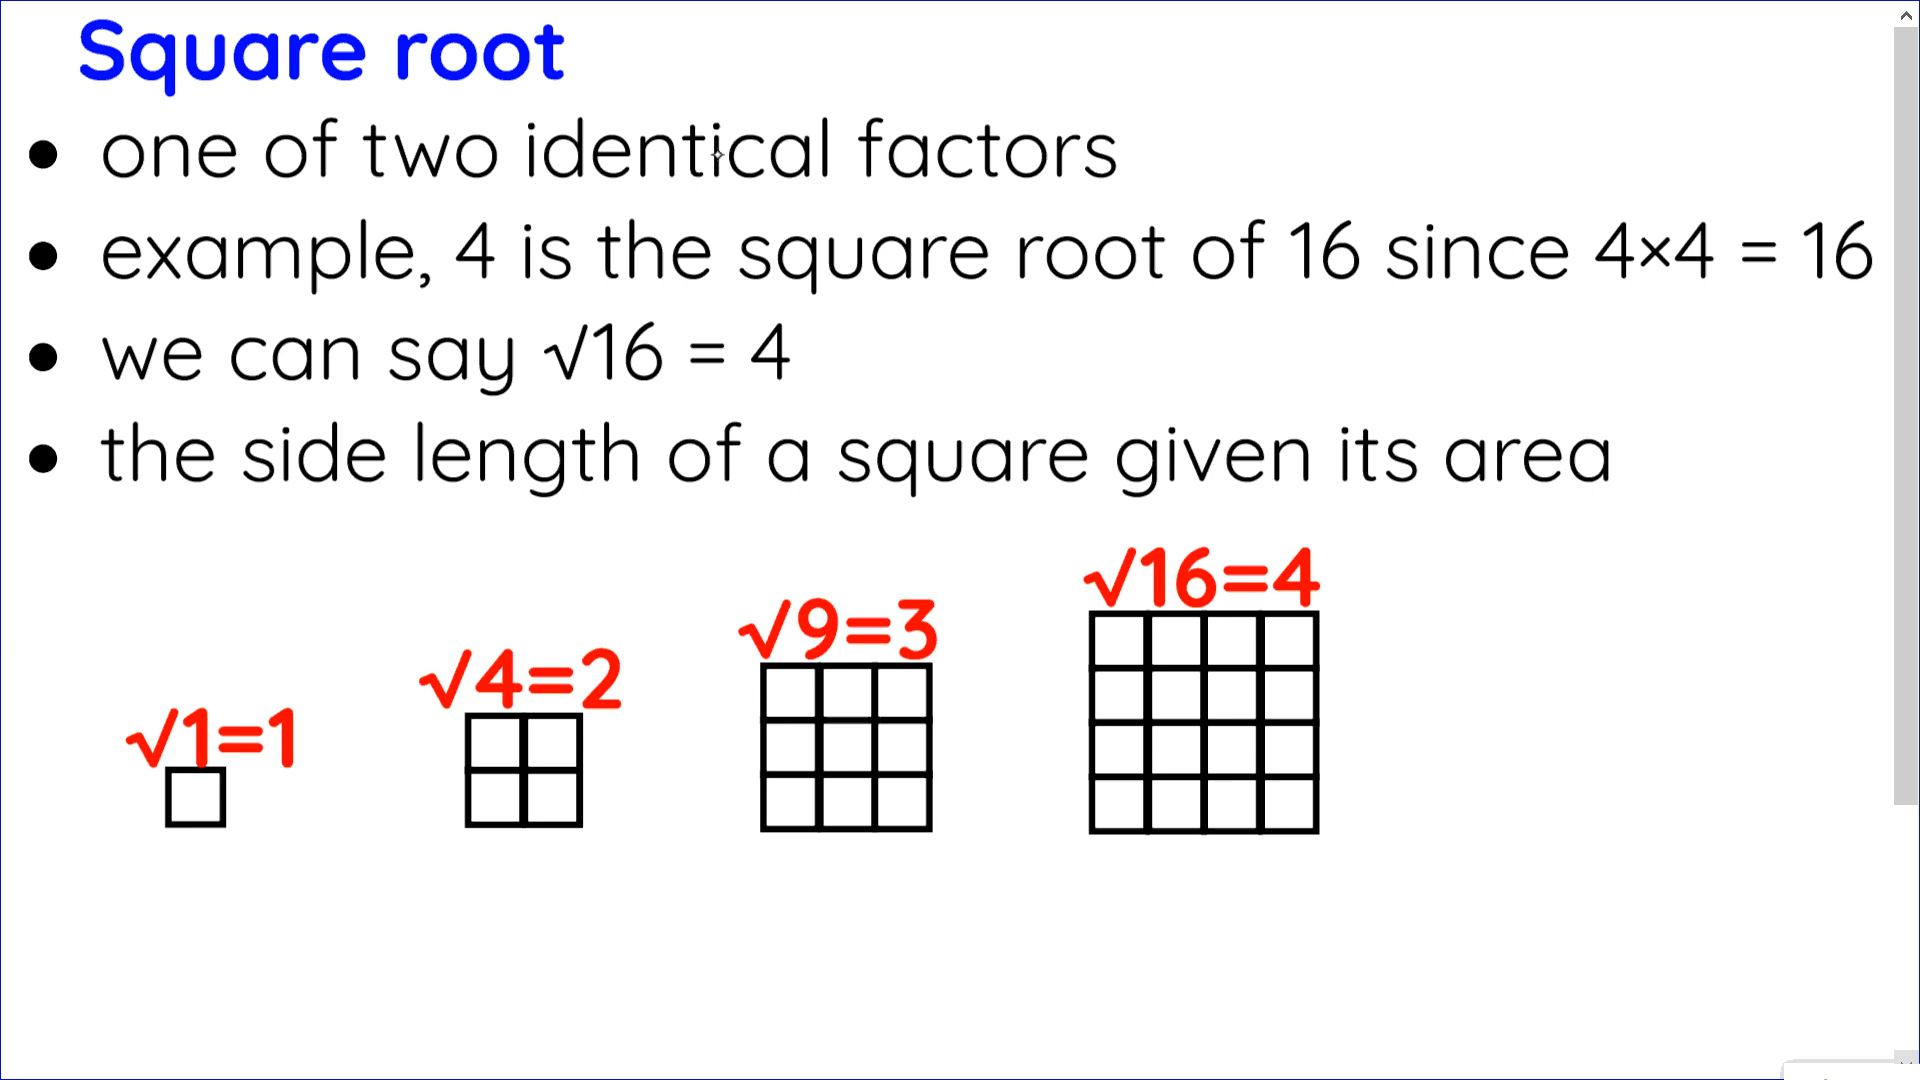 Square root
• one of two identical factors
• example, 4 is the square root of 16 since 4×4 = 16
• we can say √16 = 4
• the side length of a square given its area
√1=1
√4=2
√9=3
√16=4